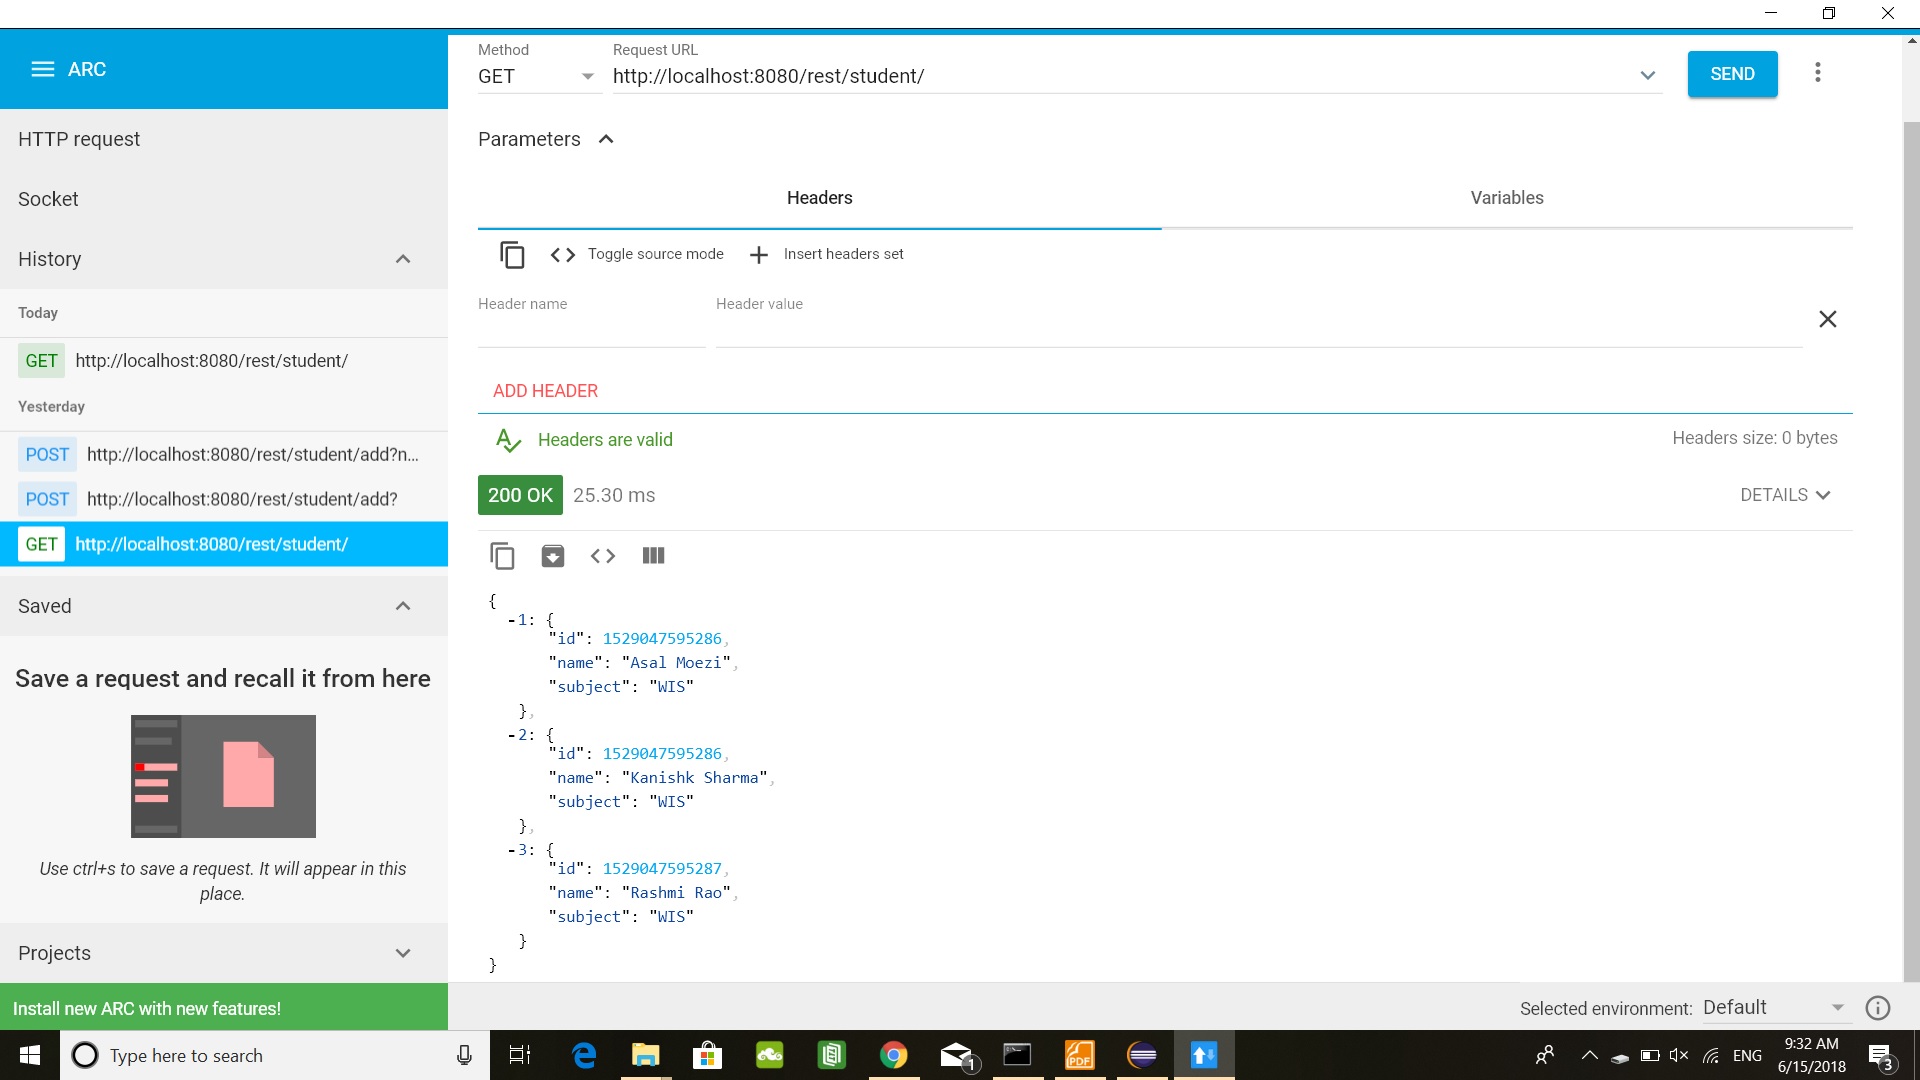 ARC
HTTP request
Socket
History
Today
GET http://localhost:8080/rest/student/
Yesterday
POST http://localhost:8080/rest/student/add?n...
POST http://localhost:8080/rest/student/add?
GET http://localhost:8080/rest/student/
Saved
Save a request and recall it from here
Use ctrl+s to save a request. It will appear in this
place.
Projects
Install new ARC with new features!
Method
GET
Request URL
http://localhost:8080/rest/student/
SEND
Parameters
Headers Variables
Toggle source mode Insert headers set
Header name Header value
ADD HEADER
Headers are valid Headers size: 0 bytes
200 OK 25.30 ms DETAILS
{
-1: {
"id": 1529047595286,
"name": "Asal Moezi",
"subject": "WIS"
},
-2: {
"id": 1529047595286,
"name": "Kanishk Sharma",
"subject": "WIS"
},
-3: {
"id": 1529047595287,
"name": "Rashmi Rao",
"subject": "WIS"
}
}
Selected environment: Default
Type here to search
1
PDF
ENG
9:32 AM
6/15/2018
3